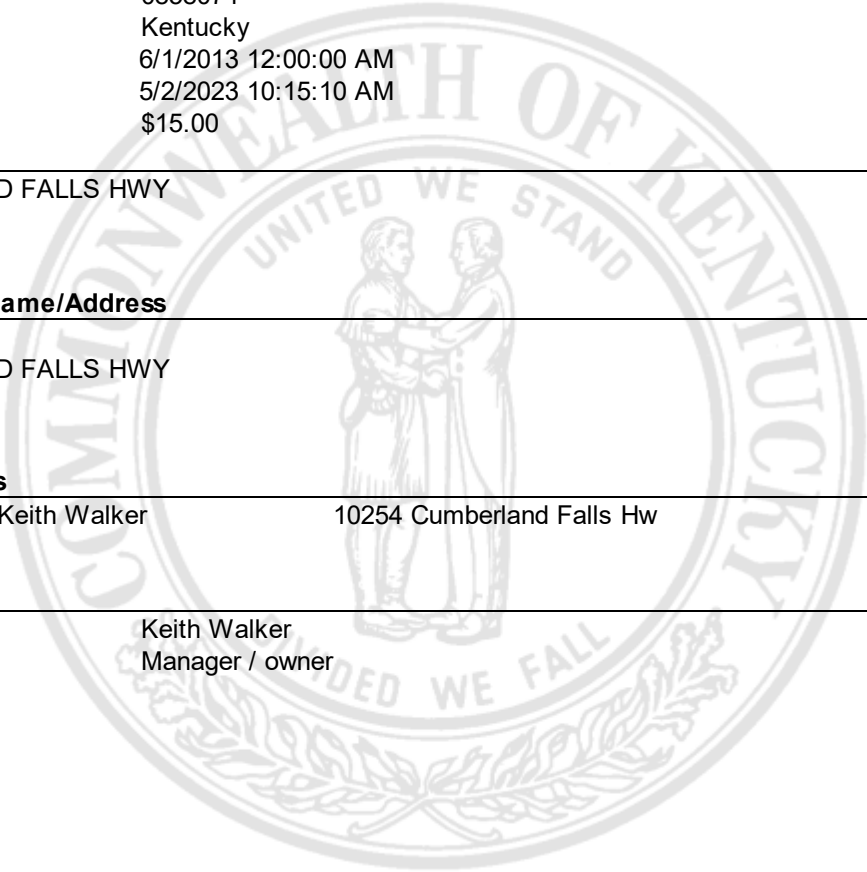 Kentucky
6/1/2013 12:00:00 AM
5/2/2023 10:15:10 AM
$15.00
D FALLS HWY
ame/Address
D FALLS HWY
s
Keith Walker 10254 Cumberland Falls Hw
Keith Walker
Manager / owner
COMMONWEALTH OF KENTUCKY
UNITED WE STAND
DIVIDED WE FALL